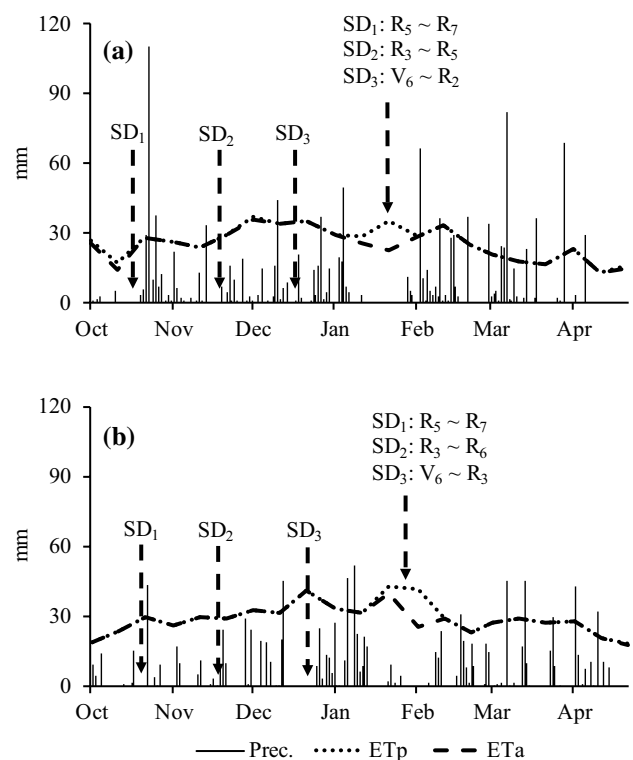 120
(a)
SD₁: R₅ ~ R₇
SD₂: R₃ ~ R₅
SD₃: V₆ ~ R₂
90
SD₁ SD₂ SD₃
mm
60
30
0
Oct Nov Dec Jan Feb Mar Apr
120
(b)
SD₁: R₅ ~ R₇
SD₂: R₃ ~ R₆
SD₃: V₆ ~ R₃
90
SD₁ SD₂ SD₃
mm
60
30
0
Oct Nov Dec Jan Feb Mar Apr
Prec. ETp ETa